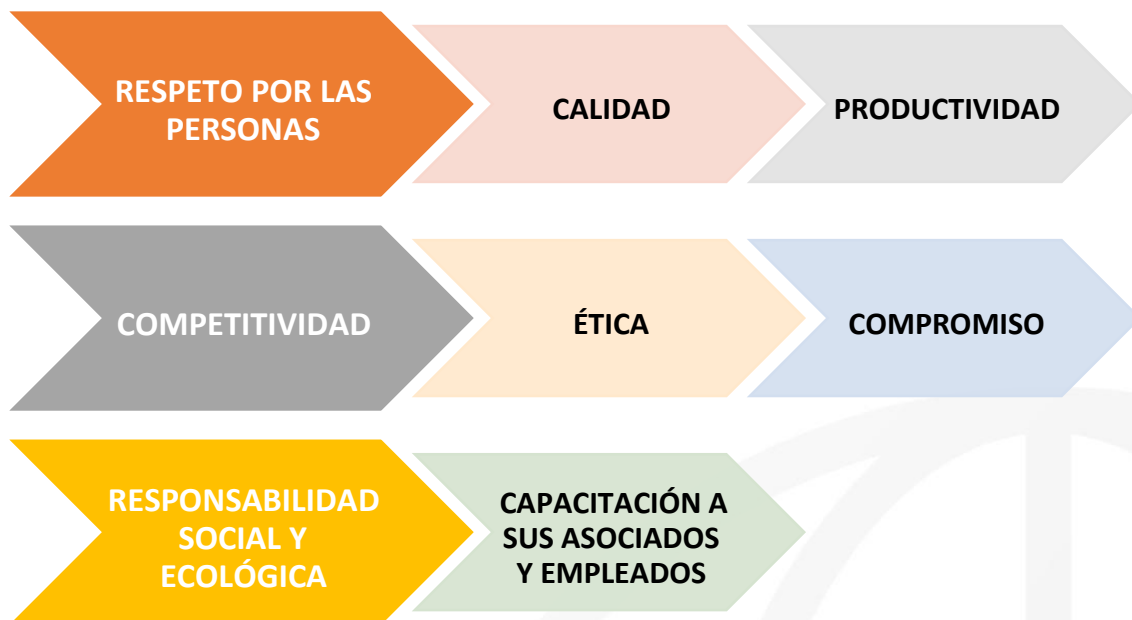 RESPETO POR LAS
PERSONAS
CALIDAD
PRODUCTIVIDAD
COMPETITIVIDAD
ÉTICA
COMPROMISO
RESPONSABILIDAD
SOCIAL Y
ECOLÓGICA
CAPACITACIÓN A
SUS ASOCIADOS
Y EMPLEADOS